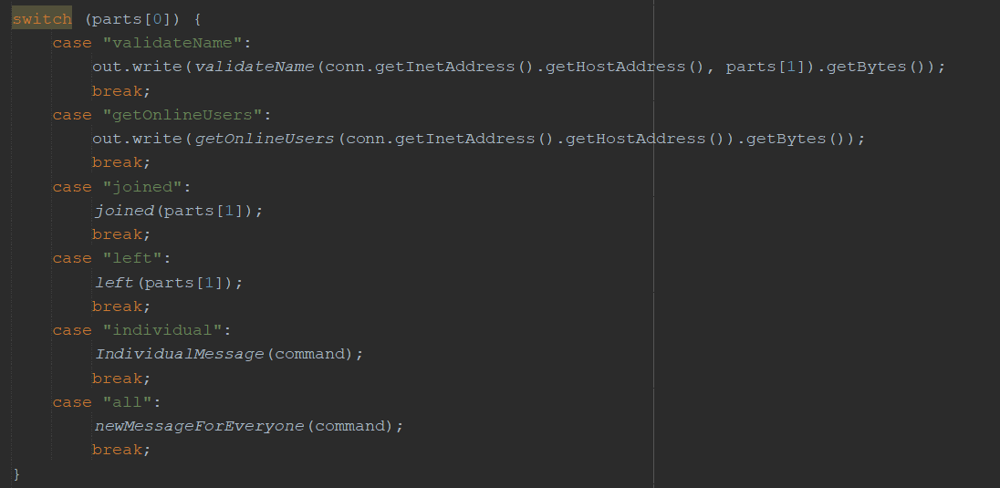 switch (parts[0]) {
    case "validateName":
        out.write(validateName(conn.getInetAddress().getHostAddress(), parts[1]).getBytes());
        break;
    case "getOnlineUsers":
        out.write(getOnlineUsers(conn.getInetAddress().getHostAddress()).getBytes());
        break;
    case "joined":
        joined(parts[1]);
        break;
    case "left":
        left(parts[1]);
        break;
    case "individual":
        IndividualMessage(command);
        break;
    case "all":
        newMessageForEveryone(command);
        break;
}